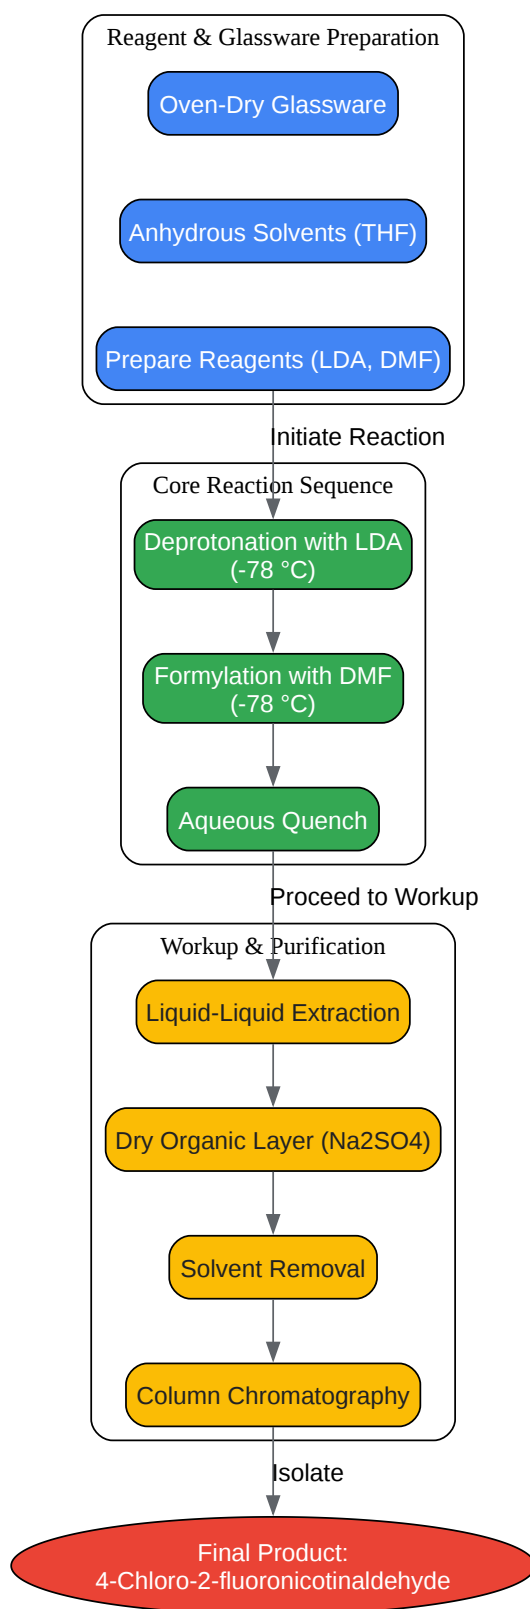 Reagent & Glassware Preparation
Oven-Dry Glassware
Anhydrous Solvents (THF)
Prepare Reagents (LDA, DMF)
Initiate Reaction
Core Reaction Sequence
Deprotonation with LDA
(-78 °C)
Formylation with DMF
(-78 °C)
Aqueous Quench
Proceed to Workup
Workup & Purification
Liquid-Liquid Extraction
Dry Organic Layer (Na2SO4)
Solvent Removal
Column Chromatography
Isolate
Final Product:
4-Chloro-2-fluoronicotinaldehyde